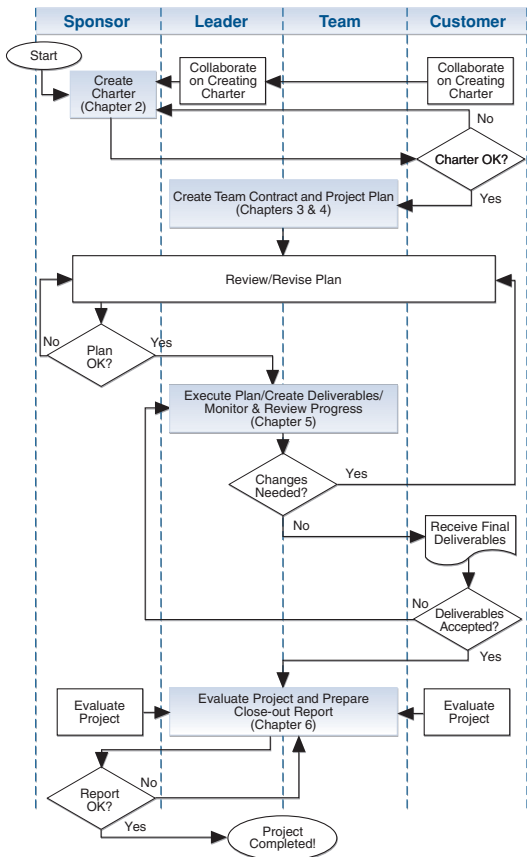 Sponsor Leader Team Customer
Start
Create
Charter
(Chapter 2)
Collaborate
on Creating
Charter
Collaborate
on Creating
Charter
No
Charter OK?
Yes
Create Team Contract and Project Plan
(Chapters 3 & 4)
Review/Revise Plan
No
Yes
Plan
OK?
Execute Plan/Create Deliverables/
Monitor & Review Progress
(Chapter 5)
Changes
Needed?
Yes
No
Receive Final
Deliverables
No
Deliverables
Accepted?
Yes
Evaluate
Project
Evaluate Project and Prepare
Close-out Report
(Chapter 6)
Evaluate
Project
Report
OK?
No
Yes
Project
Completed!